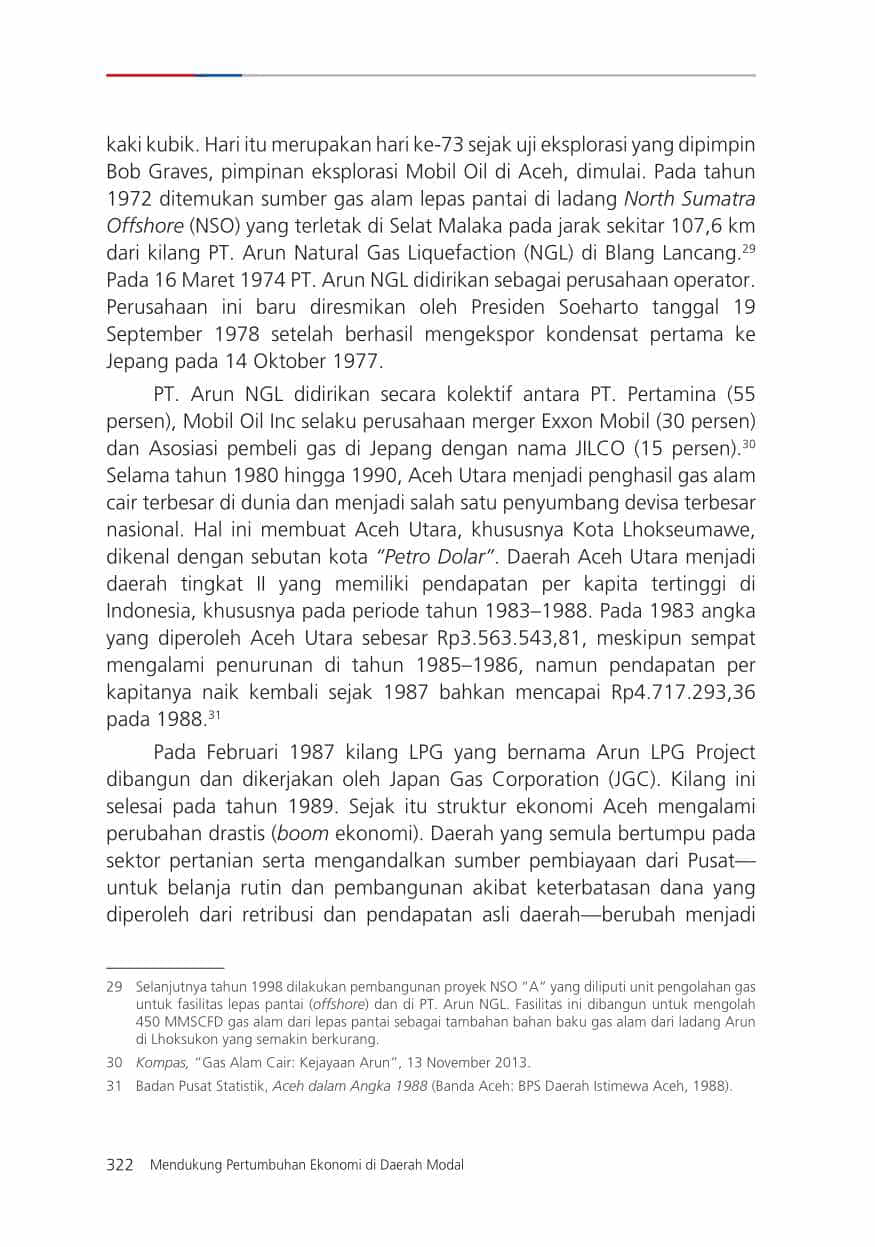 kaki kubik. Hari itu merupakan hari ke-73 sejak uji eksplorasi yang dipimpin
Bob Graves, pimpinan eksplorasi Mobil Oil di Aceh, dimulai. Pada tahun
1972 ditemukan sumber gas alam lepas pantai di ladang North Sumatra
Offshore (NSO) yang terletak di Selat Malaka pada jarak sekitar 107,6 km
dari kilang PT. Arun Natural Gas Liquefaction (NGL) di Blang Lancang.29
Pada 16 Maret 1974 PT. Arun NGL didirikan sebagai perusahaan operator.
Perusahaan ini baru diresmikan oleh Presiden Soeharto tanggal 19
September 1978 setelah berhasil mengekspor kondensat pertama ke
Jepang pada 14 Oktober 1977.
PT. Arun NGL didirikan secara kolektif antara PT. Pertamina (55
persen), Mobil Oil Inc selaku perusahaan merger Exxon Mobil (30 persen)
dan Asosiasi pembeli gas di Jepang dengan nama JILCO (15 persen).30
Selama tahun 1980 hingga 1990, Aceh Utara menjadi penghasil gas alam
cair terbesar di dunia dan menjadi salah satu penyumbang devisa terbesar
nasional. Hal ini membuat Aceh Utara, khususnya Kota Lhokseumawe,
dikenal dengan sebutan kota “Petro Dolar”. Daerah Aceh Utara menjadi
daerah tingkat II yang memiliki pendapatan per kapita tertinggi di
Indonesia, khususnya pada periode tahun 1983–1988. Pada 1983 angka
yang diperoleh Aceh Utara sebesar Rp3.563.543,81, meskipun sempat
mengalami penurunan di tahun 1985–1986, namun pendapatan per
kapitanya naik kembali sejak 1987 bahkan mencapai Rp4.717.293,36
pada 1988.31
Pada Februari 1987 kilang LPG yang bernama Arun LPG Project
dibangun dan dikerjakan oleh Japan Gas Corporation (JGC). Kilang ini
selesai pada tahun 1989. Sejak itu struktur ekonomi Aceh mengalami
perubahan drastis (boom ekonomi). Daerah yang semula bertumpu pada
sektor pertanian serta mengandalkan sumber pembiayaan dari Pusat—
untuk belanja rutin dan pembangunan akibat keterbatasan dana yang
diperoleh dari retribusi dan pendapatan asli daerah—berubah menjadi
29 Selanjutnya tahun 1998 dilakukan pembangunan proyek NSO “A” yang diliputi unit pengolahan gas
untuk fasilitas lepas pantai (offshore) dan di PT. Arun NGL. Fasilitas ini dibangun untuk mengolah
450 MMSCFD gas alam dari lepas pantai sebagai tambahan bahan baku gas alam dari ladang Arun
di Lhoksukon yang semakin berkurang.
30 Kompas, “Gas Alam Cair: Kejayaan Arun”, 13 November 2013.
31 Badan Pusat Statistik, Aceh dalam Angka 1988 (Banda Aceh: BPS Daerah Istimewa Aceh, 1988).
322 Mendukung Pertumbuhan Ekonomi di Daerah Modal